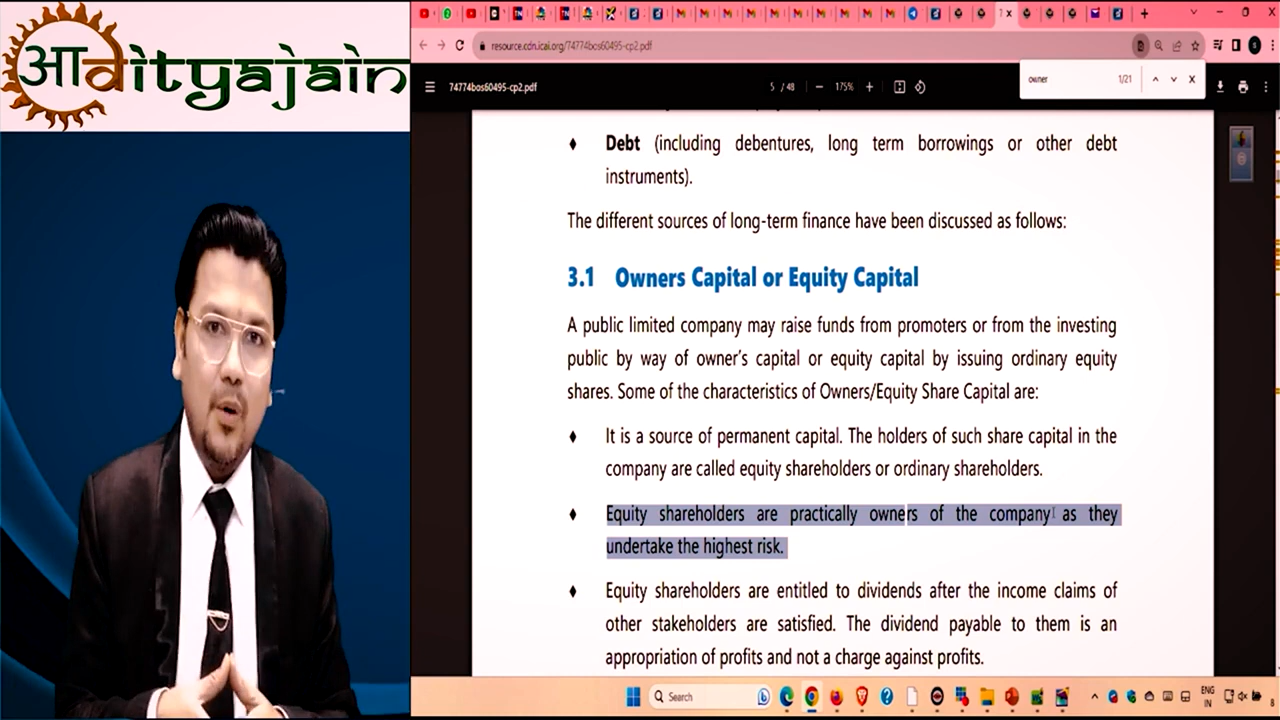 आdityajain
resource.cdn.icai.org/74774bos60495-cp2.pdf
74774bos60495-cp2.pdf
5 / 48
175%
owner
1/21
♦ Debt (including debentures, long term borrowings or other debt
instruments).
The different sources of long-term finance have been discussed as follows:
3.1 Owners Capital or Equity Capital
A public limited company may raise funds from promoters or from the investing
public by way of owner's capital or equity capital by issuing ordinary equity
shares. Some of the characteristics of Owners/Equity Share Capital are:
♦ It is a source of permanent capital. The holders of such share capital in the
company are called equity shareholders or ordinary shareholders.
♦ Equity shareholders are practically owners of the company as they
undertake the highest risk.
♦ Equity shareholders are entitled to dividends after the income claims of
other stakeholders are satisfied. The dividend payable to them is an
appropriation of profits and not a charge against profits.
Search
ENG
IN